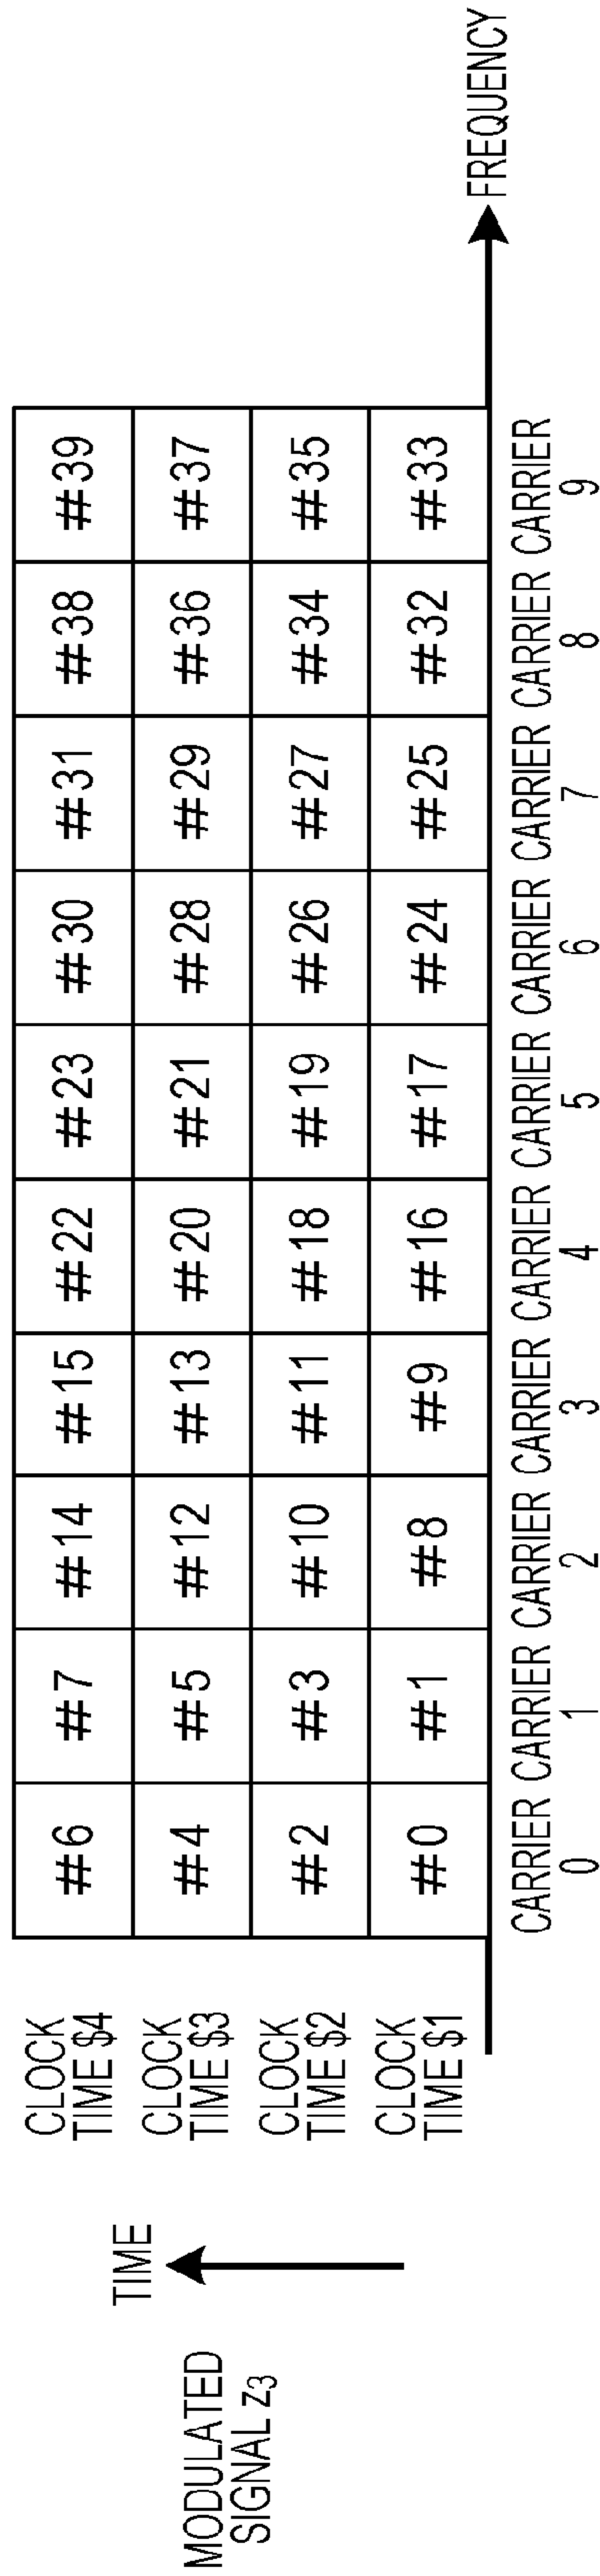 MODULATED
SIGNAL z3
TIME
CLOCK
TIME $4
#6 #7 #14 #15 #22 #23 #30 #31 #38 #39
CLOCK
TIME $3
#4 #5 #12 #13 #20 #21 #28 #29 #36 #37
CLOCK
TIME $2
#2 #3 #10 #11 #18 #19 #26 #27 #34 #35
CLOCK
TIME $1
#0 #1 #8 #9 #16 #17 #24 #25 #32 #33
FREQUENCY
CARRIER CARRIER CARRIER CARRIER CARRIER CARRIER CARRIER CARRIER CARRIER CARRIER
0 1 2 3 4 5 6 7 8 9